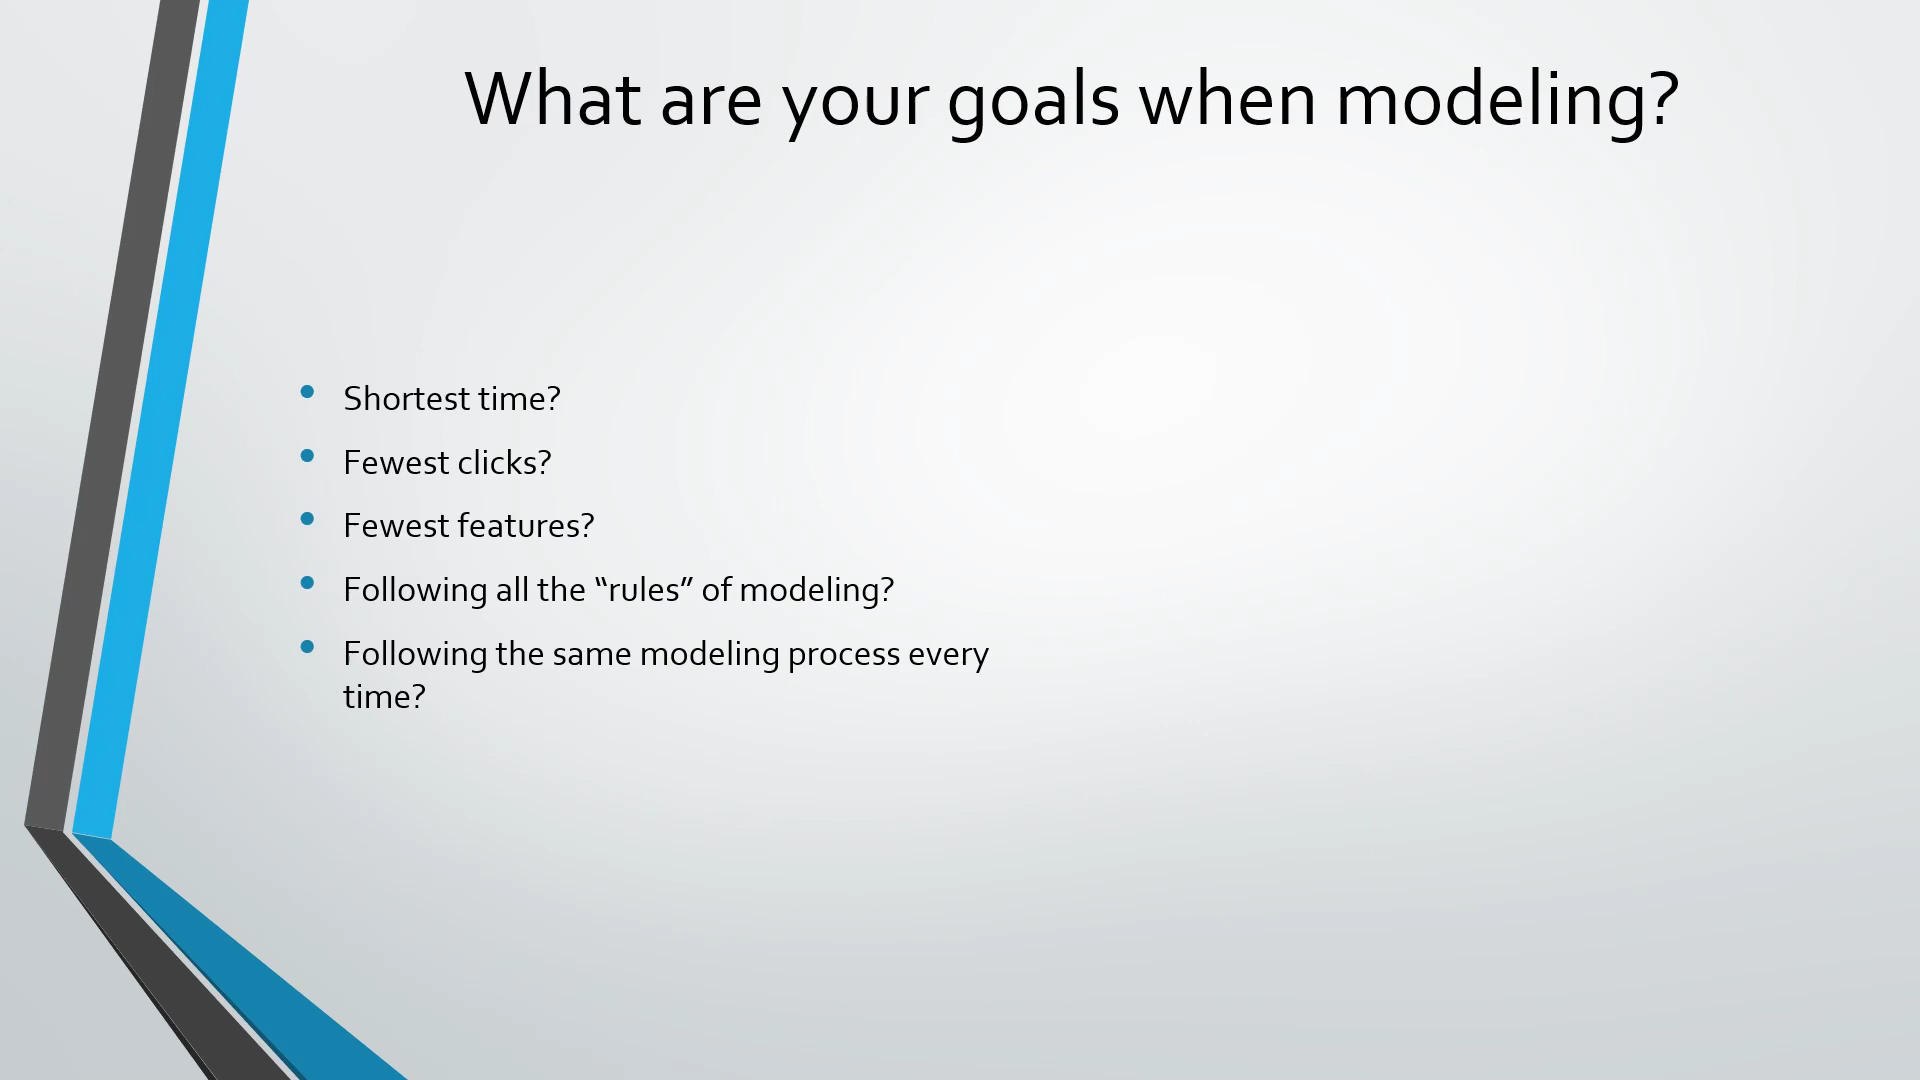 What are your goals when modeling?
• Shortest time?
• Fewest clicks?
• Fewest features?
• Following all the “rules” of modeling?
• Following the same modeling process every
time?